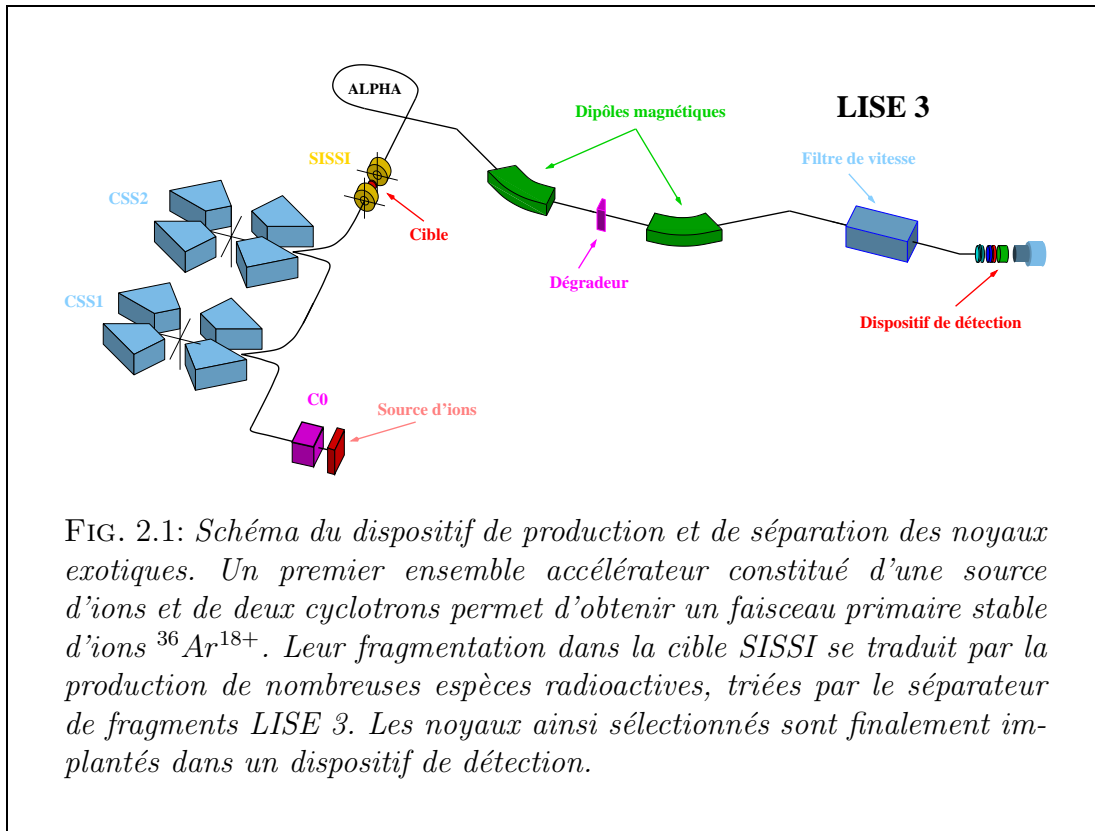 ALPHA
LISE 3
Dipôles magnétiques
Filtre de vitesse
SISSI
CSS2
Cible
Dégradeur
CSS1
Dispositif de détection
C0
Source d'ions
FIG. 2.1: Schéma du dispositif de production et de séparation des noyaux
exotiques. Un premier ensemble accélérateur constitué d'une source
d'ions et de deux cyclotrons permet d'obtenir un faisceau primaire stable
d'ions ³⁶Ar¹⁸⁺. Leur fragmentation dans la cible SISSI se traduit par la
production de nombreuses espèces radioactives, triées par le séparateur
de fragments LISE 3. Les noyaux ainsi sélectionnés sont finalement im-
plantés dans un dispositif de détection.